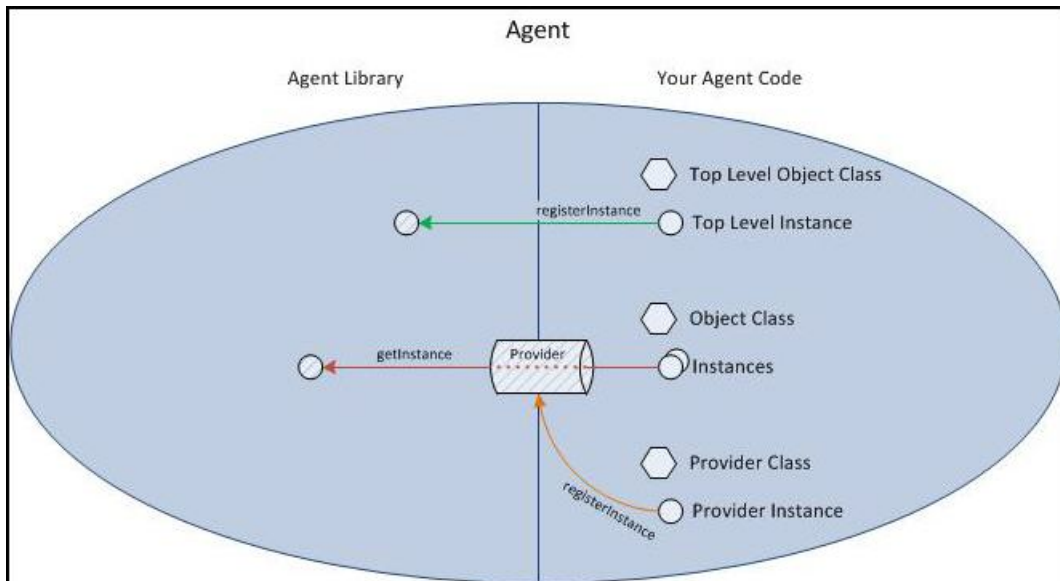 Agent
Agent Library
Your Agent Code
Top Level Object Class
registerInstance
Top Level Instance
Object Class
getInstance
Provider
Instances
Provider Class
registerInstance
Provider Instance